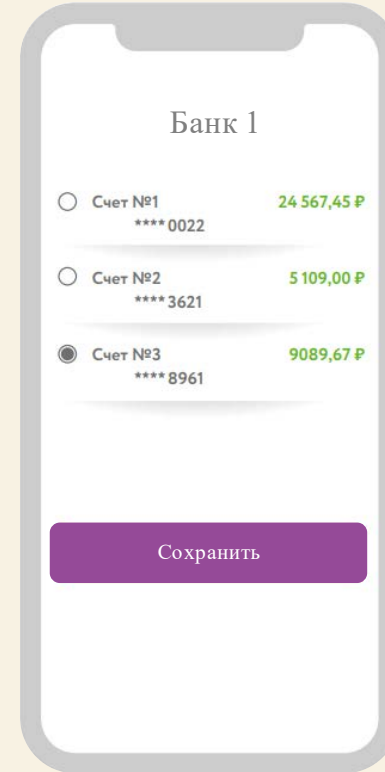 Банк 1
Счет №1 24 567,45 ₽
****0022
Счет №2 5 109,00 ₽
****3621
Счет №3 9089,67 ₽
****8961
Сохранить